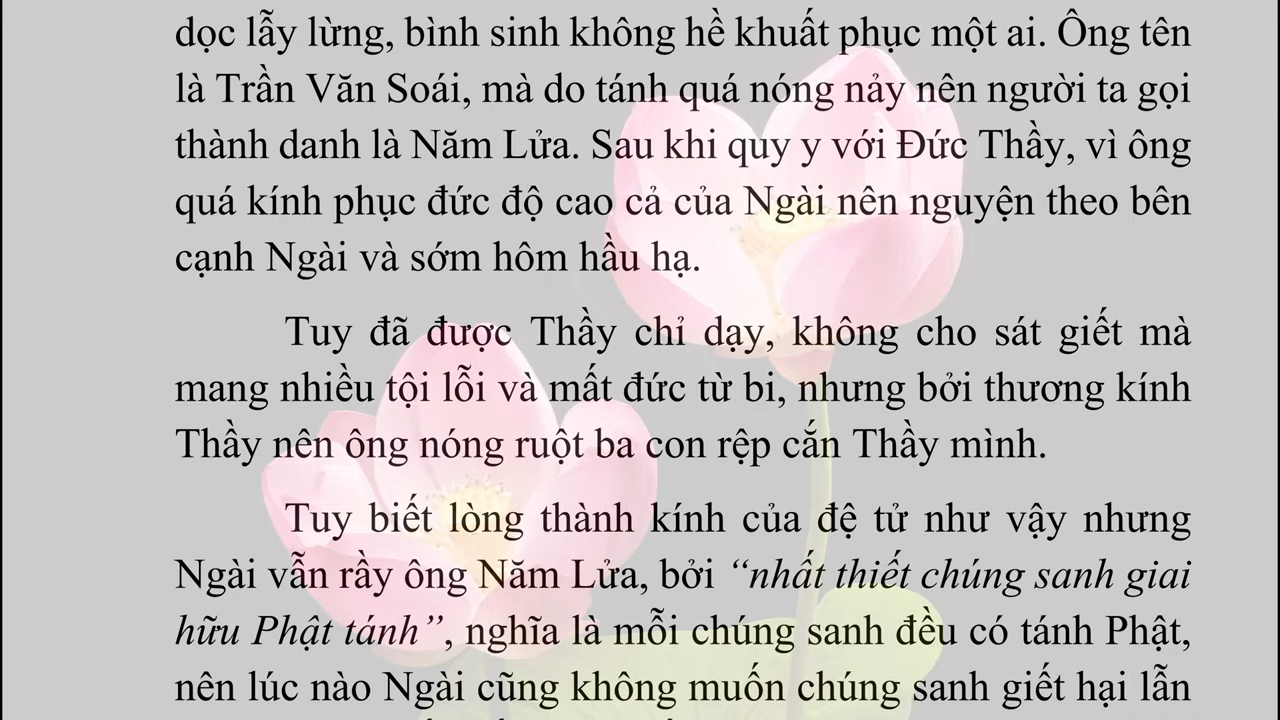 dọc lẫy lừng, bình sinh không hề khuất phục một ai. Ông tên
là Trần Văn Soái, mà do tánh quá nóng nảy nên người ta gọi
thành danh là Năm Lửa. Sau khi quy y với Đức Thầy, vì ông
quá kính phục đức độ cao cả của Ngài nên nguyện theo bên
cạnh Ngài và sớm hôm hầu hạ.
Tuy đã được Thầy chỉ dạy, không cho sát giết mà
mang nhiều tội lỗi và mất đức từ bi, nhưng bởi thương kính
Thầy nên ông nóng ruột ba con rệp cắn Thầy mình.
Tuy biết lòng thành kính của đệ tử như vậy nhưng
Ngài vẫn rầy ông Năm Lửa, bởi “nhất thiết chúng sanh giai
hữu Phật tánh”, nghĩa là mỗi chúng sanh đều có tánh Phật,
nên lúc nào Ngài cũng không muốn chúng sanh giết hại lẫn